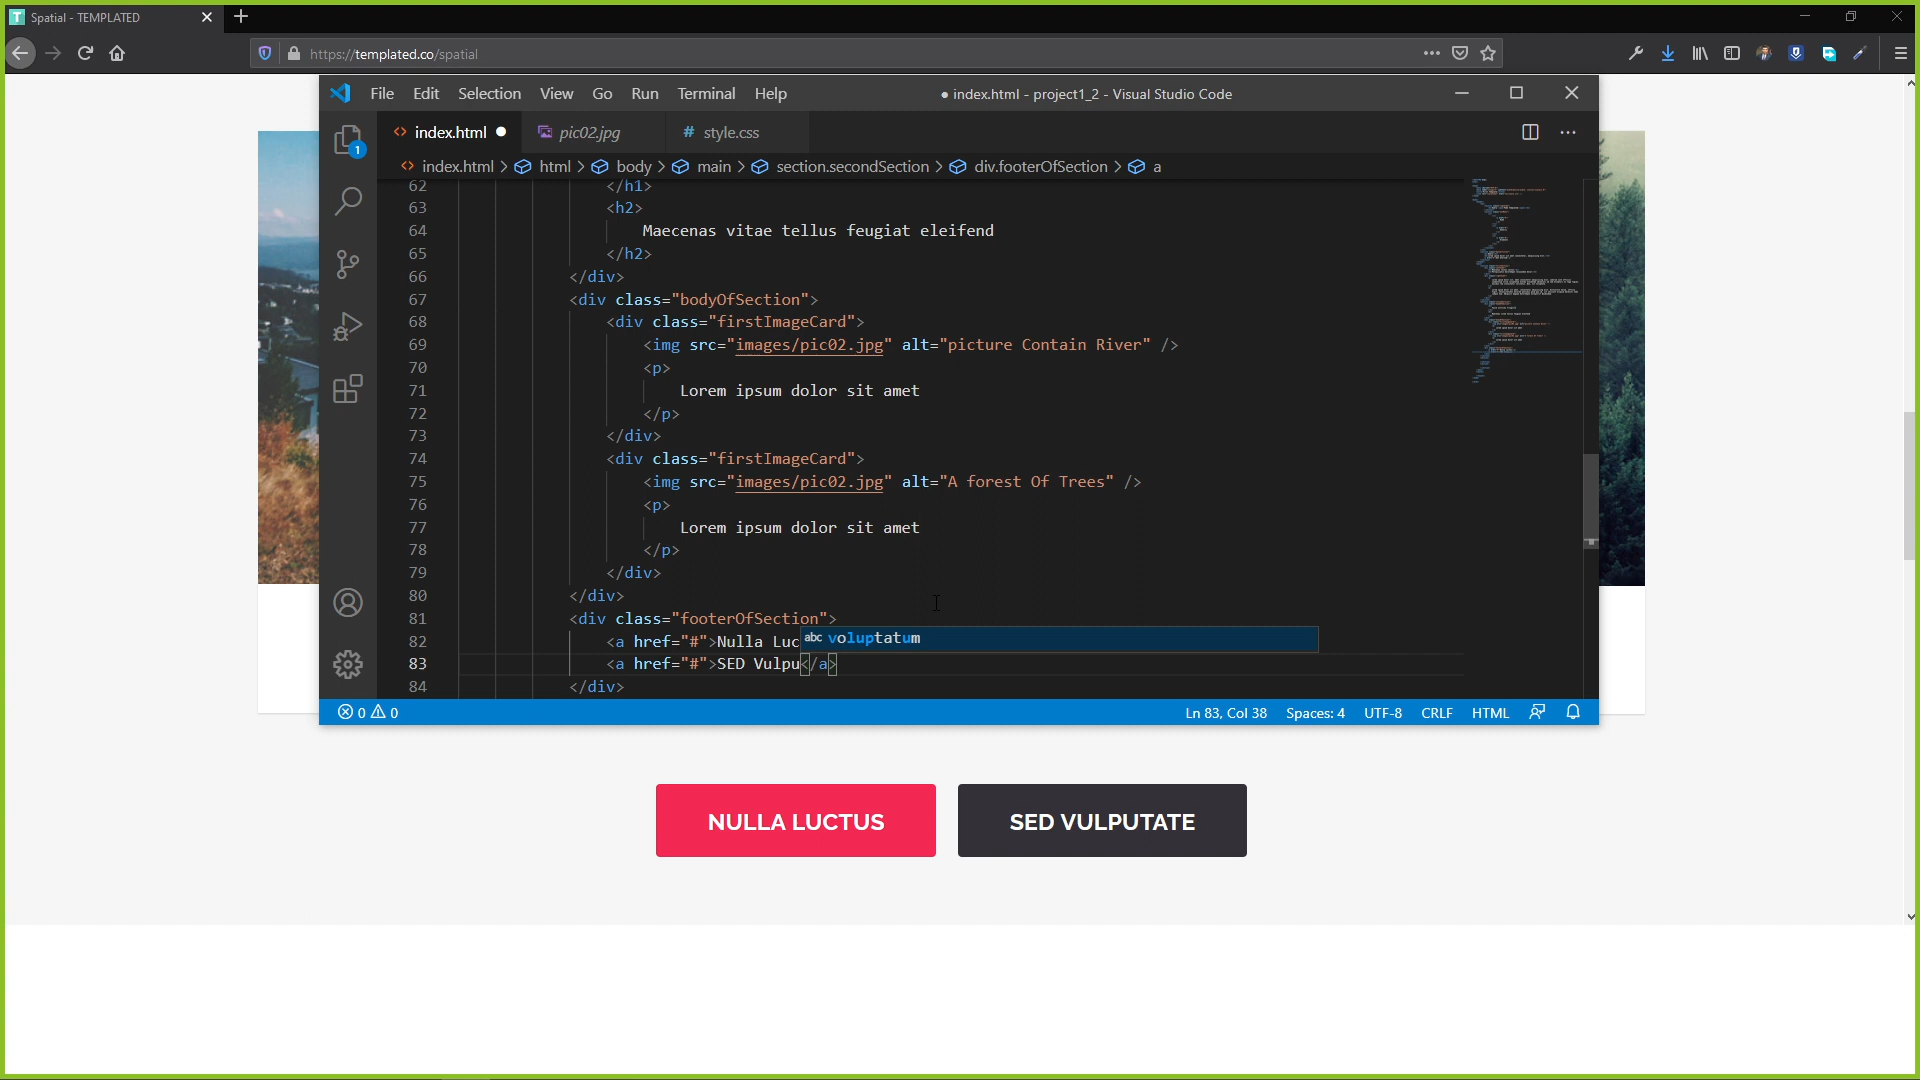 Spatial - TEMPLATED
https://templated.co/spatial
File Edit Selection View Go Run Terminal Help
● index.html - project1_2 - Visual Studio Code
index.html pic02.jpg # style.css
1
index.html > html > body > main > section.secondSection > div.footerOfSection > a
62 </h1>
63 <h2>
64 Maecenas vitae tellus feugiat eleifend
65 </h2>
66 </div>
67 <div class="bodyOfSection">
68 <div class="firstImageCard">
69 <img src="images/pic02.jpg" alt="picture Contain River" />
70 <p>
71 Lorem ipsum dolor sit amet
72 </p>
73 </div>
74 <div class="firstImageCard">
75 <img src="images/pic02.jpg" alt="A forest Of Trees" />
76 <p>
77 Lorem ipsum dolor sit amet
78 </p>
79 </div>
80 </div>
81 <div class="footerOfSection">
82 <a href="#">Nulla Luc
abc voluptatum
83 <a href="#">SED Vulpu</a>
84 </div>
0 0 Ln 83, Col 38 Spaces: 4 UTF-8 CRLF HTML
NULLA LUCTUS SED VULPUTATE